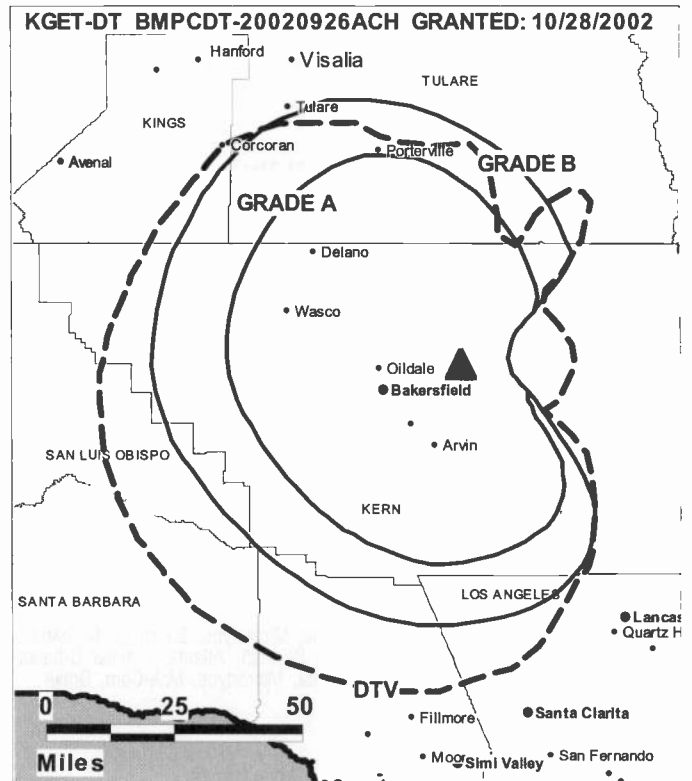 KGET-DT BMPCDT-20020926ACH GRANTED: 10/28/2002
Hanford
Visalia
TULARE
Tulare
KINGS
Corcoran
Avenal
Porterville
GRADE B
GRADE A
Delano
Wasco
Oildale
Bakersfield
Arvin
SAN LUIS OBISPO
KERN
SANTA BARBARA
LOS ANGELES
Lancas
Quartz H
DTV
0 25 50
Miles
Fillmore
Santa Clarita
Moor
Simi Valley
San Fernando